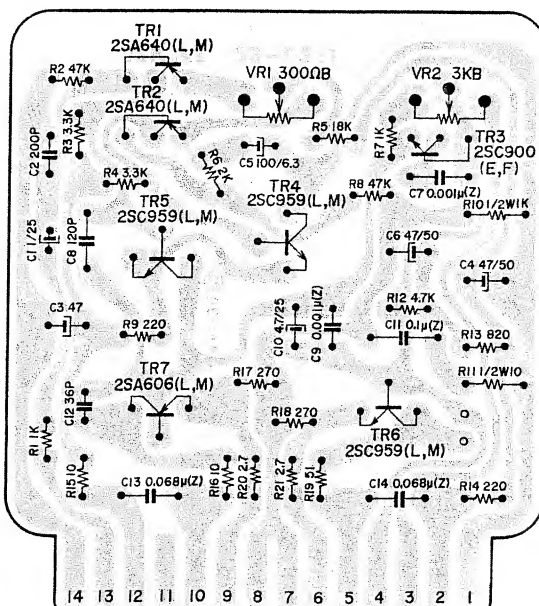 TR1
2SA640(L,M)
R2 47K
VR1 300ΩB
VR2 3KB
TR2
2SA640(L,M)
C2 200P
R3 3.3K
R6 2K
C5 100/6.3
R5 18K
R7 1K
TR3
2SC900
(E,F)
R4 3.3K
TR4
2SC959(L,M)
R8 47K
C7 0.001μ(Z)
R10 1/2W1K
TR5
2SC959(L,M)
C1 1/25
C8 120P
C6 47/50
C4 47/50
C3 47
R9 220
C10 4.7/25
C9 0.001μ(Z)
R12 4.7K
C11 0.1μ(Z)
R13 820
TR7
2SA606(L,M)
R17 270
R11 1/2W10
C12 36P
R18 270
TR6
2SC959(L,M)
R1 1K
R15 10
C13 0.068μ(Z)
R16 10
R20 2.7
R21 2.7
R19 51
C14 0.068μ(Z)
R14 220
14 13 12 11 10 9 8 7 6 5 4 3 2 1